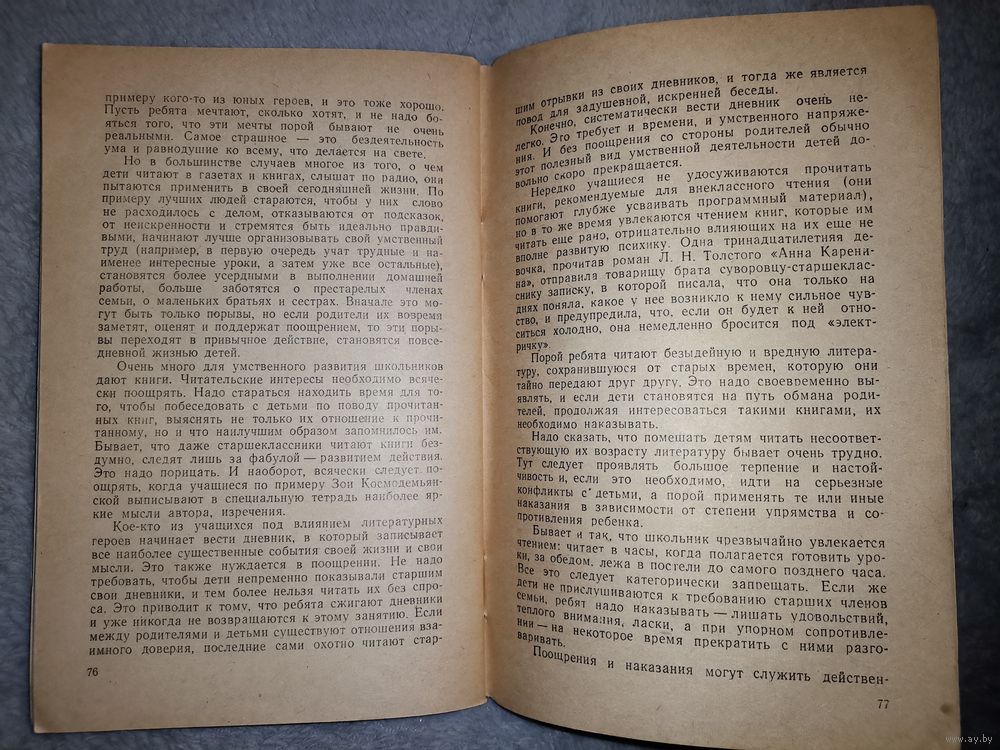 примеру кого-то из юных героев, и это тоже хорошо.
Пусть ребята мечтают, сколько хотят, и не надо бо-
яться того, что эти мечты порой бывают не очень
реальными. Самое страшное — это бездеятельность
ума и равнодушие ко всему, что делается на свете.
Но в большинстве случаев многое из того, о чем
дети читают в газетах и книгах, слышат по радио, они
пытаются применить в своей сегодняшней жизни. По
примеру лучших людей стараются, чтобы у них слово
не расходилось с делом, отказываются от подсказок,
от неискренности и стремятся быть идеально правди-
выми, начинают лучше организовывать свой умственный
труд (например, в первую очередь учат трудные и на-
именее интересные уроки, а затем уже все остальные),
становятся более усердными в выполнении домашней
работы, больше заботятся о престарелых членах
семьи, о маленьких братьях и сестрах. Вначале это мо-
гут быть только порывы, но если родители их вовремя
заметят, оценят и поддержат поощрением, то эти поры-
вы переходят в привычное действие, становятся повсе-
дневной жизнью детей.
Очень много для умственного развития школьников
дают книги. Читательские интересы необходимо всяче-
ски поощрять. Надо стараться находить время для то-
го, чтобы побеседовать с детьми по поводу прочитан-
ных книг, выяснять не только их отношение к прочи-
танному, но и что наилучшим образом запомнилось им.
Бывает, что даже старшеклассники читают книги без-
думно, следят лишь за фабулой — развитием действия.
Это надо порицать. И наоборот, всячески следует по-
ощрять, когда учащиеся по примеру Зои Космодемьян-
ской выписывают в специальную тетрадь наиболее яр-
кие мысли автора, изречения.
Кое-кто из учащихся под влиянием литературных
героев начинает вести дневник, в который записывает
все наиболее существенные события своей жизни и свои
мысли. Это также нуждается в поощрении. Не надо
требовать, чтобы дети непременно показывали старшим
свои дневники, и тем более нельзя читать их без спро-
са. Это приводит к тому, что ребята сжигают дневники
и уже никогда не возвращаются к этому занятию. Если
между родителями и детьми существуют отношения вза-
имного доверия, последние сами охотно читают стар-
76
шим отрывки из своих дневников, и тогда же является
повод для задушевной, искренней беседы.
Конечно, систематически вести дневник очень не-
легко. Это требует и времени, и умственного напряже-
ния. И без поощрения со стороны родителей обычно
этот полезный вид умственной деятельности детей до-
вольно скоро прекращается.
Нередко учащиеся не удосуживаются прочитать
книги, рекомендуемые для внеклассного чтения (они
помогают глубже усваивать программный материал),
но в то же время увлекаются чтением книг, которые им
читать еще рано, отрицательно влияющих на их еще не
вполне развитую психику. Одна тринадцатилетняя де-
вочка, прочитав роман Л. Н. Толстого «Анна Карени-
на», отправила товарищу брата суворовцу-старшеклас-
снику записку, в которой писала, что она только на
днях поняла, какое у нее возникло к нему сильное чув-
ство, и предупредила, что, если он будет к ней отно-
ситься холодно, она немедленно бросится под «элект-
ричку».
Порой ребята читают безыдейную и вредную литера-
туру, сохранившуюся от старых времен, которую они
тайно передают друг другу. Это надо своевременно вы-
являть, и если дети становятся на путь обмана роди-
телей, продолжая интересоваться такими книгами, их
необходимо наказывать.
Надо сказать, что помешать детям читать несоответ-
ствующую их возрасту литературу бывает очень трудно.
Тут следует проявлять большое терпение и настой-
чивость и, если это необходимо, идти на серьезные
конфликты с детьми, а порой применять те или иные
наказания в зависимости от степени упрямства и со-
противления ребенка.
Бывает и так, что школьник чрезвычайно увлекается
чтением: читает в часы, когда полагается готовить уро-
ки, за обедом, лежа в постели до самого позднего часа.
Все это следует категорически запрещать. Если же
дети не прислушиваются к требованию старших членов
семьи, ребят надо наказывать — лишать удовольствий,
теплого внимания, ласки, а при упорном сопротивле-
нии — на некоторое время прекратить с ними разго-
варивать.
Поощрения и наказания могут служить действен-
77
www.ay.by